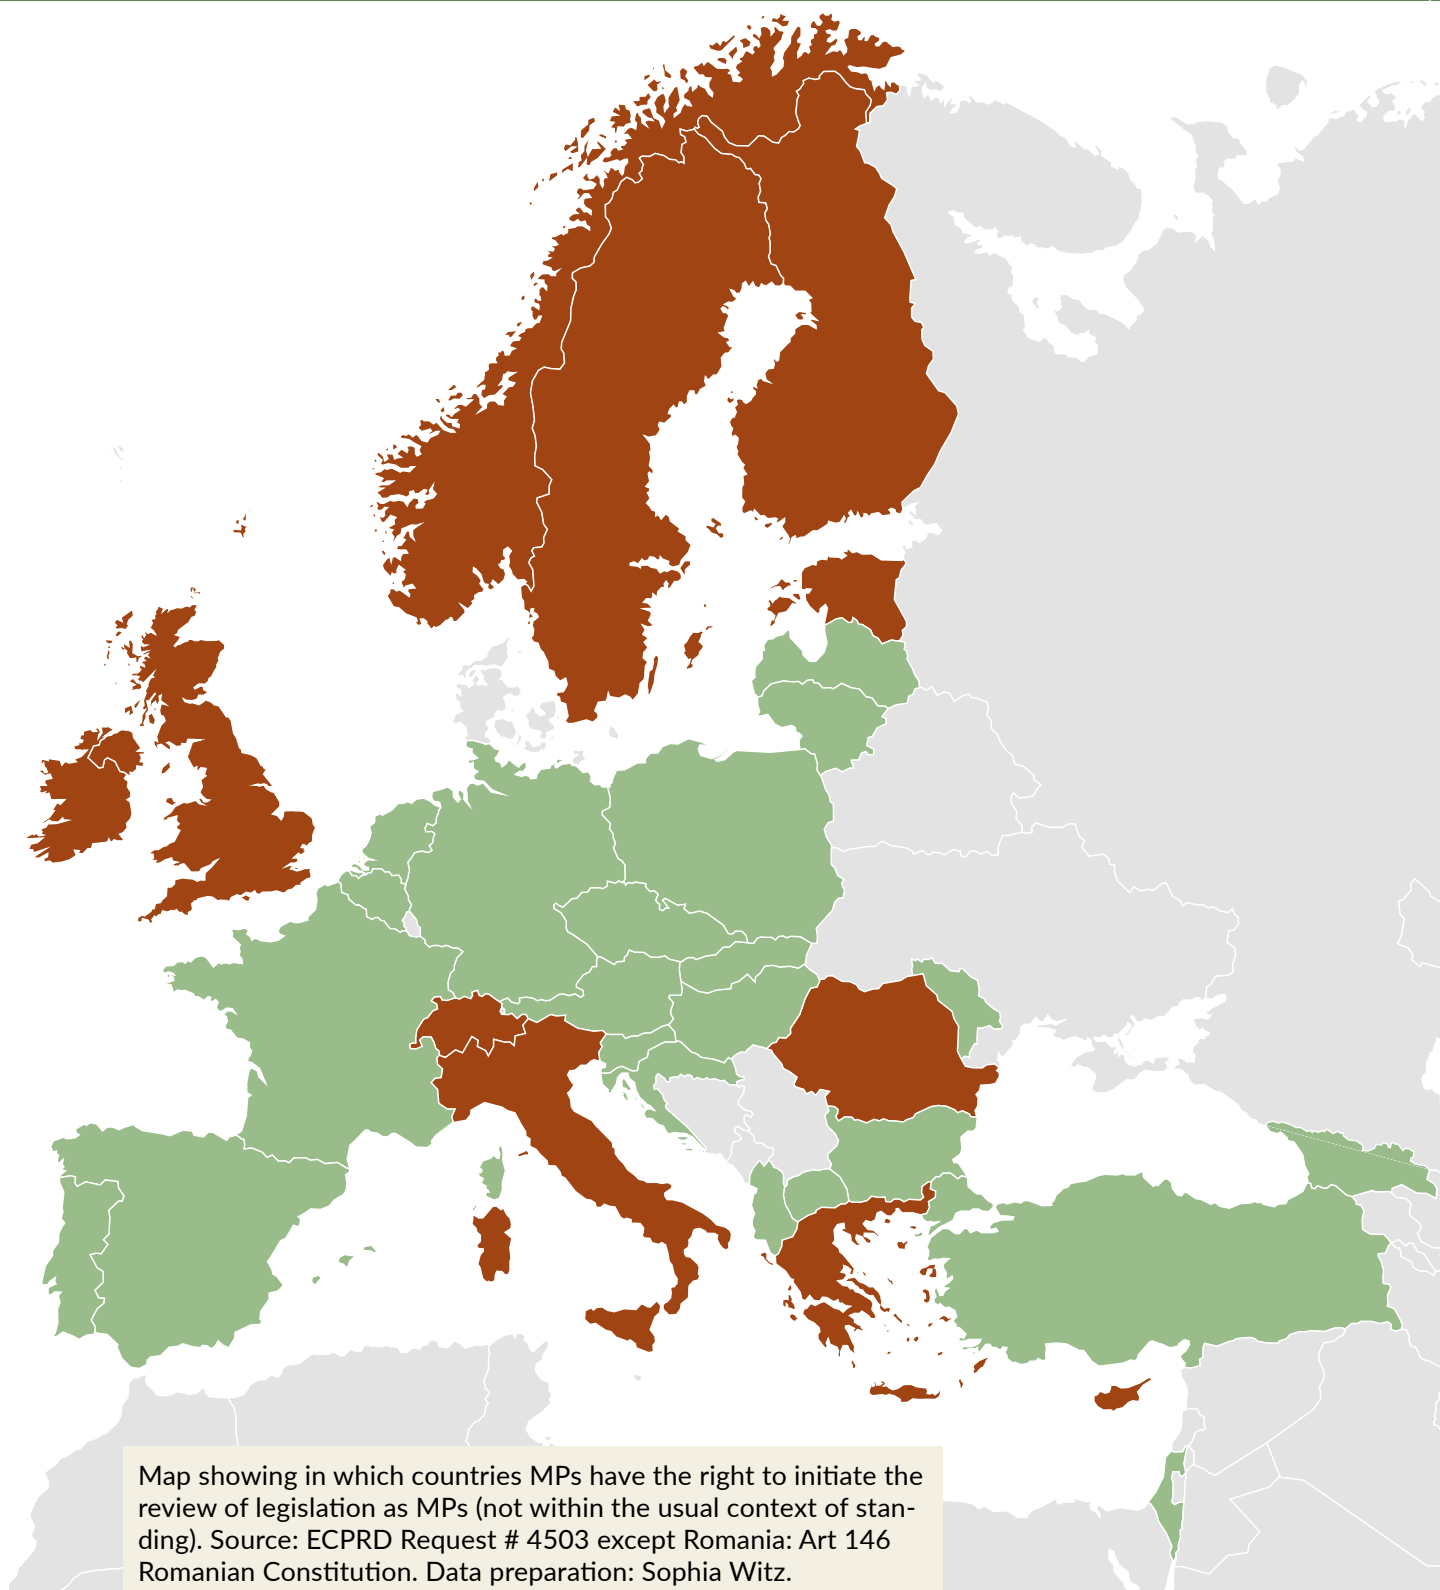 Map showing in which countries MPs have the right to initiate the
review of legislation as MPs (not within the usual context of stan-
ding). Source: ECPRD Request # 4503 except Romania: Art 146
Romanian Constitution. Data preparation: Sophia Witz.